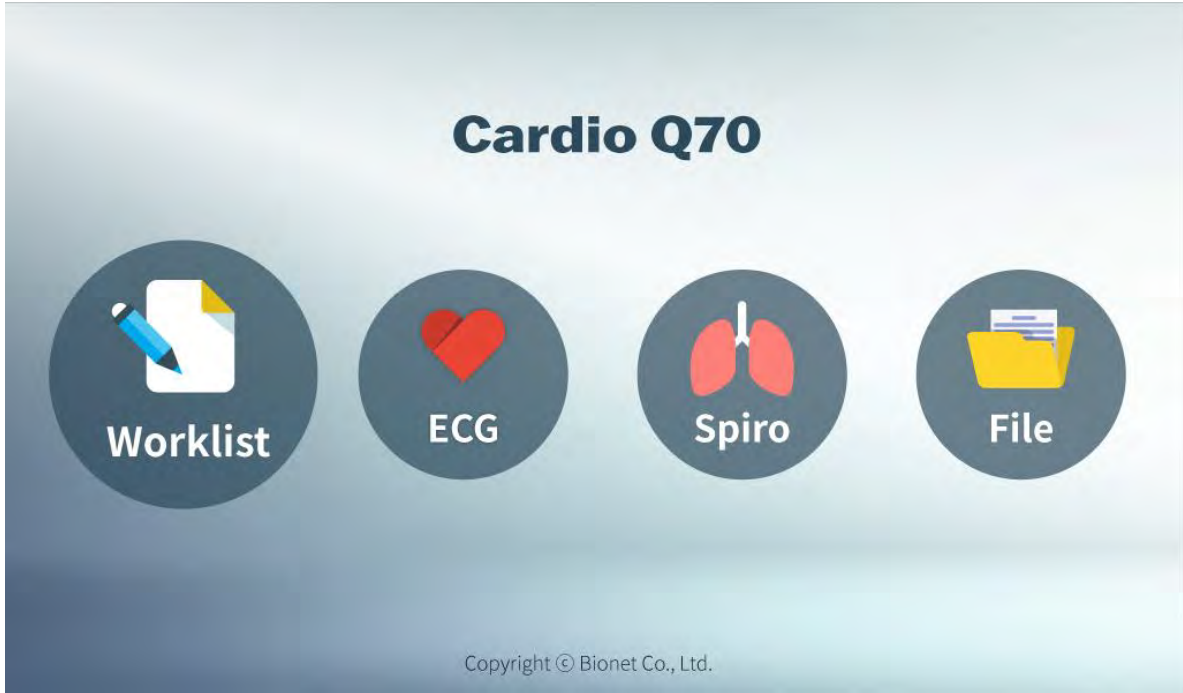 Cardio Q70
Worklist
ECG
Spiro
File
Copyright ⓒ Bionet Co., Ltd.